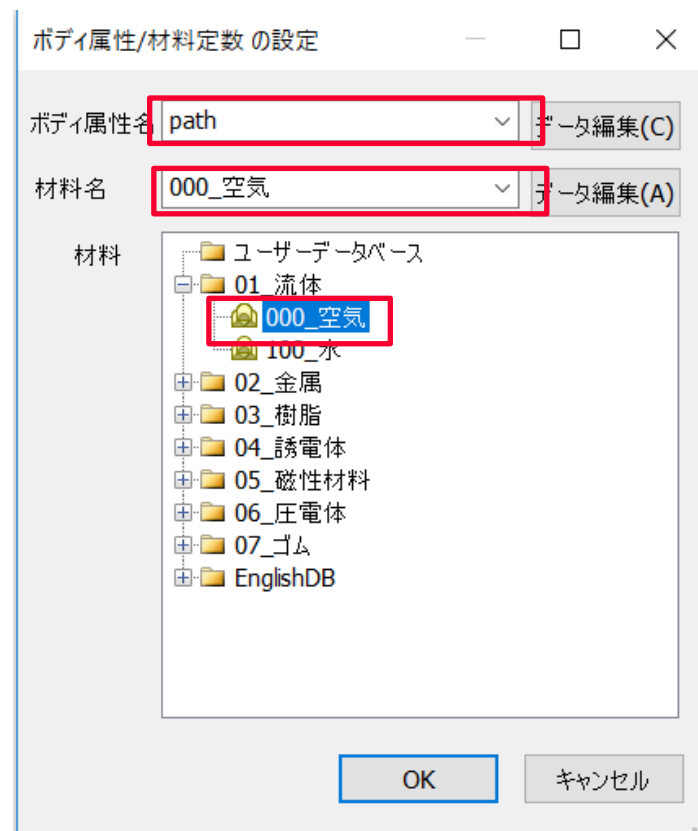 ボディ属性/材料定数 の設定
ボディ属性名 path データ編集(C)
材料名 000_空気 データ編集(A)
材料 ユーザーデータベース
01_流体
000_空気
100_水
02_金属
03_樹脂
04_誘電体
05_磁性材料
06_圧電体
07_ゴム
EnglishDB
OK キャンセル